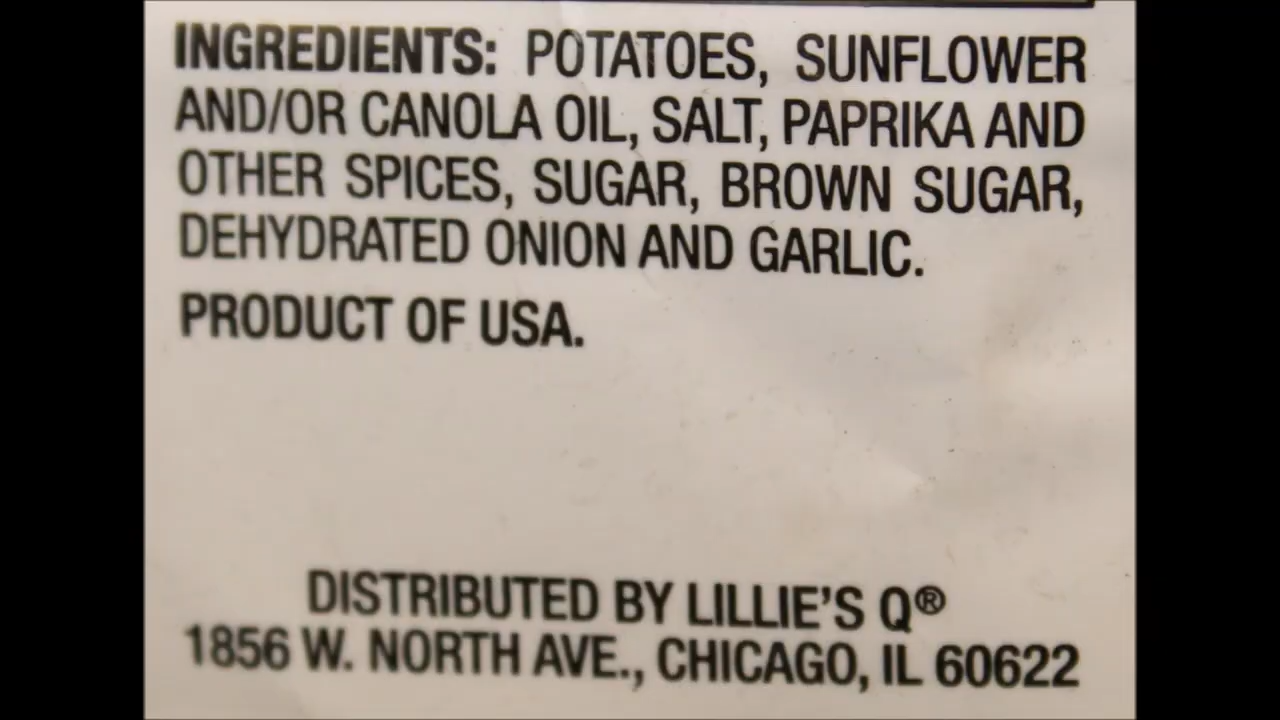 INGREDIENTS: POTATOES, SUNFLOWER
AND/OR CANOLA OIL, SALT, PAPRIKA AND
OTHER SPICES, SUGAR, BROWN SUGAR,
DEHYDRATED ONION AND GARLIC.
PRODUCT OF USA.
DISTRIBUTED BY LILLIE'S Q®
1856 W. NORTH AVE., CHICAGO, IL 60622